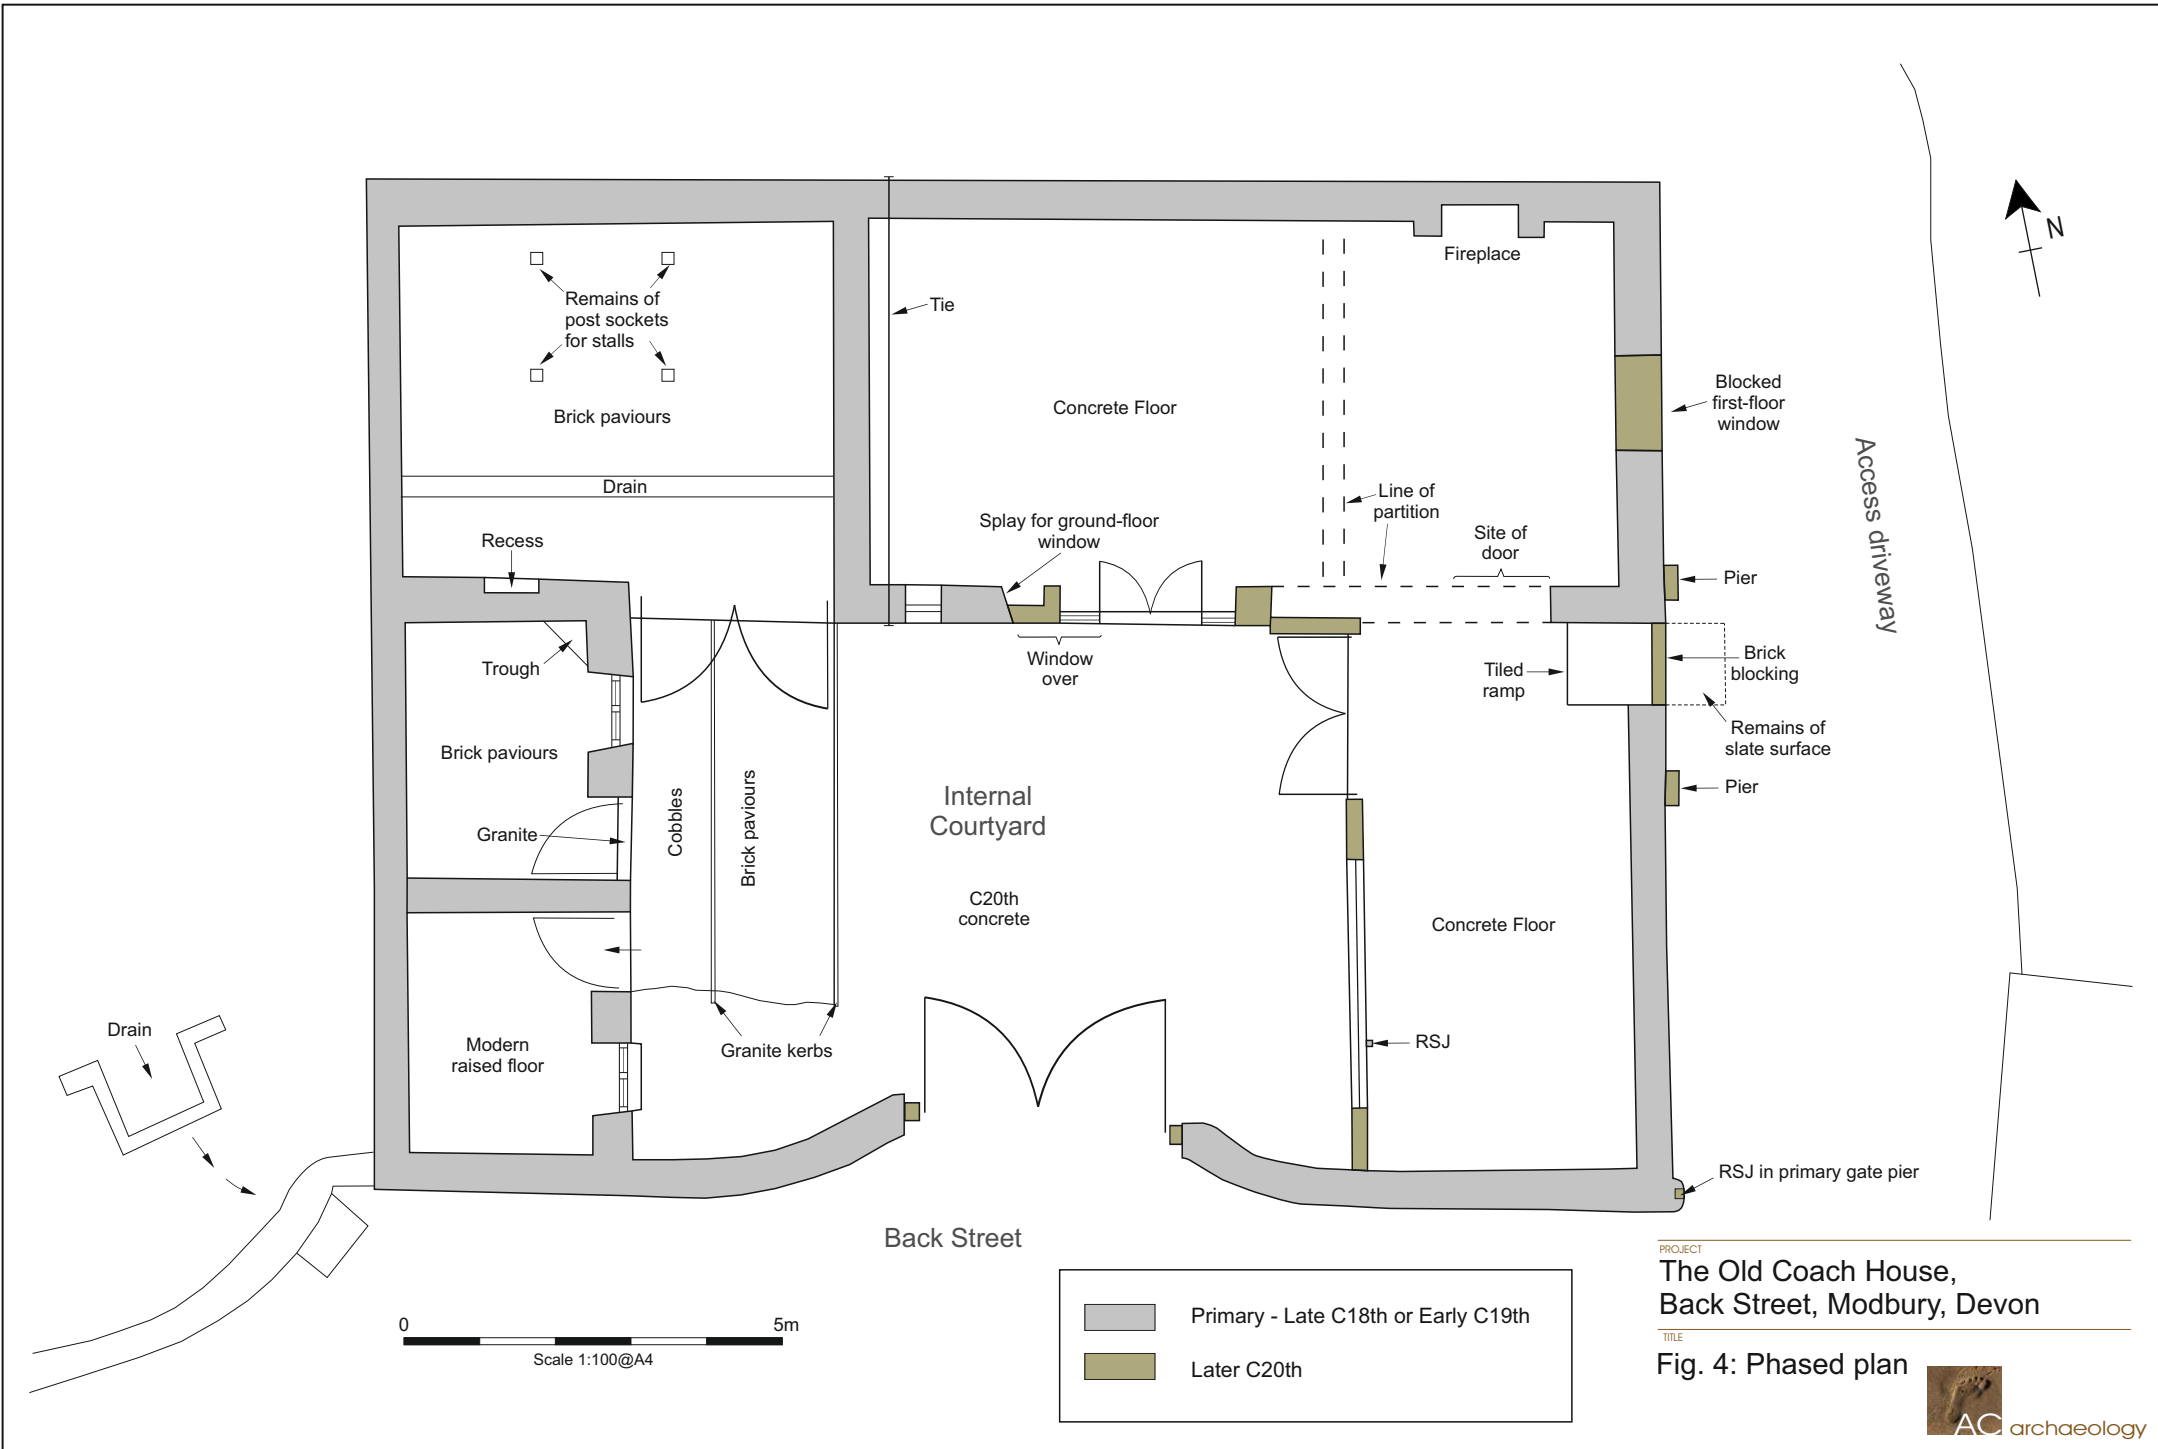 Fireplace
N
Remains of
post sockets
for stalls
Tie
Brick paviours
Concrete Floor
Blocked
first-floor
window
Access driveway
Drain
Line of
partition
Splay for ground-floor
window
Site of
door
Recess
Pier
Trough
Window
over
Tiled
ramp
Brick
blocking
Remains of
slate surface
Brick paviours
Cobbles
Brick paviours
Internal
Courtyard
Pier
Granite
C20th
concrete
Concrete Floor
Drain
Modern
raised floor
Granite kerbs
RSJ
RSJ in primary gate pier
Back Street
0
5m
Scale 1:100@A4
Primary - Late C18th or Early C19th
Later C20th
PROJECT
The Old Coach House,
Back Street, Modbury, Devon
TITLE
Fig. 4: Phased plan
AC archaeology